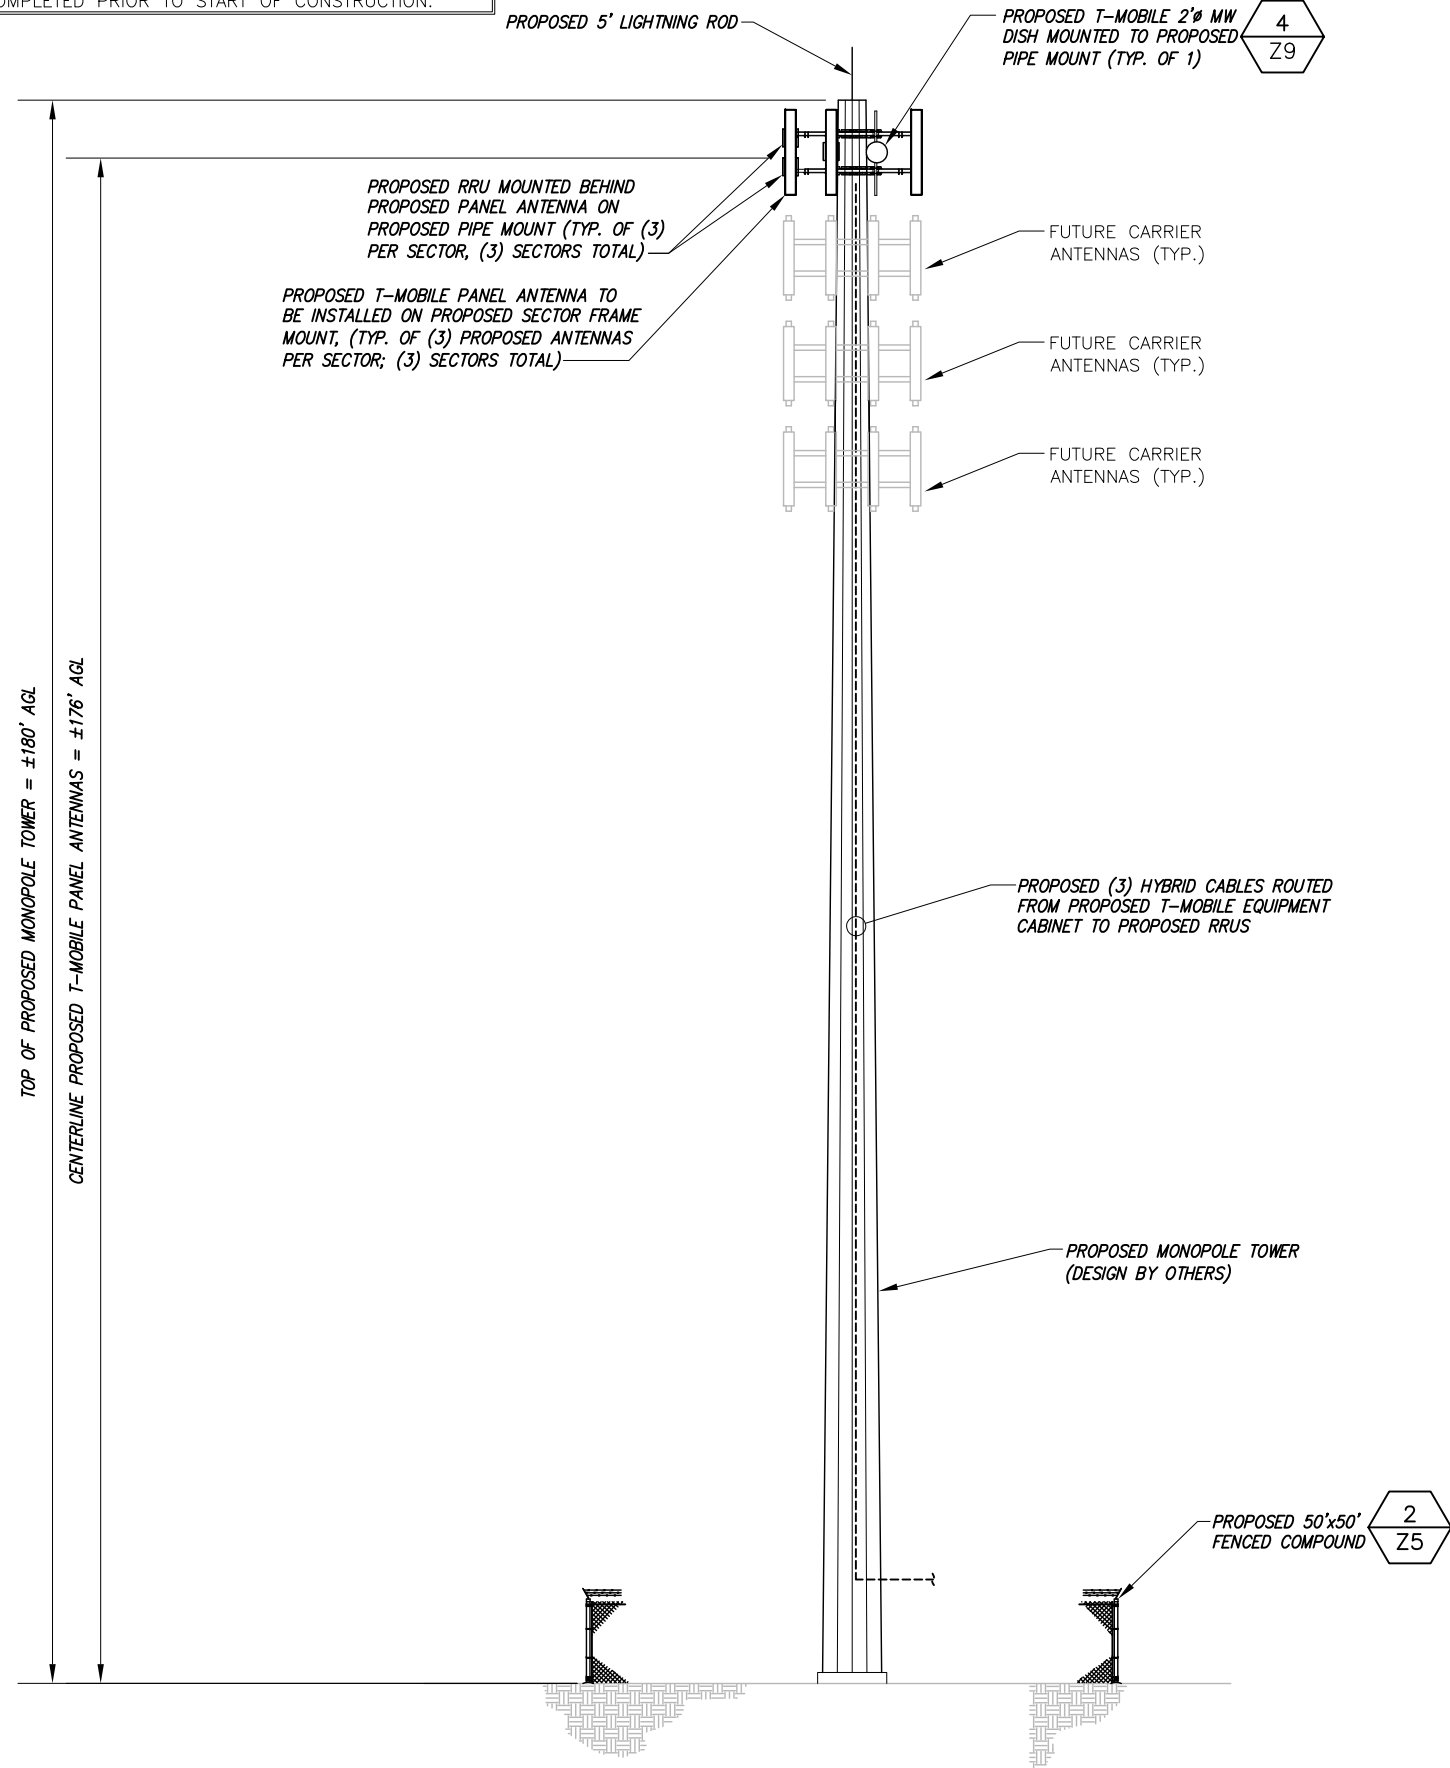 COMPLETED PRIOR TO START OF CONSTRUCTION.
PROPOSED 5' LIGHTNING ROD
PROPOSED T-MOBILE 2'ø MW
DISH MOUNTED TO PROPOSED
PIPE MOUNT (TYP. OF 1)
4
Z9
PROPOSED RRU MOUNTED BEHIND
PROPOSED PANEL ANTENNA ON
PROPOSED PIPE MOUNT (TYP. OF (3)
PER SECTOR, (3) SECTORS TOTAL)
FUTURE CARRIER
ANTENNAS (TYP.)
PROPOSED T-MOBILE PANEL ANTENNA TO
BE INSTALLED ON PROPOSED SECTOR FRAME
MOUNT, (TYP. OF (3) PROPOSED ANTENNAS
PER SECTOR; (3) SECTORS TOTAL)
FUTURE CARRIER
ANTENNAS (TYP.)
FUTURE CARRIER
ANTENNAS (TYP.)
TOP OF PROPOSED MONOPOLE TOWER = ±180' AGL
CENTERLINE PROPOSED T-MOBILE PANEL ANTENNAS = ±176' AGL
PROPOSED (3) HYBRID CABLES ROUTED
FROM PROPOSED T-MOBILE EQUIPMENT
CABINET TO PROPOSED RRUS
PROPOSED MONOPOLE TOWER
(DESIGN BY OTHERS)
PROPOSED 50'x50'
FENCED COMPOUND
2
Z5